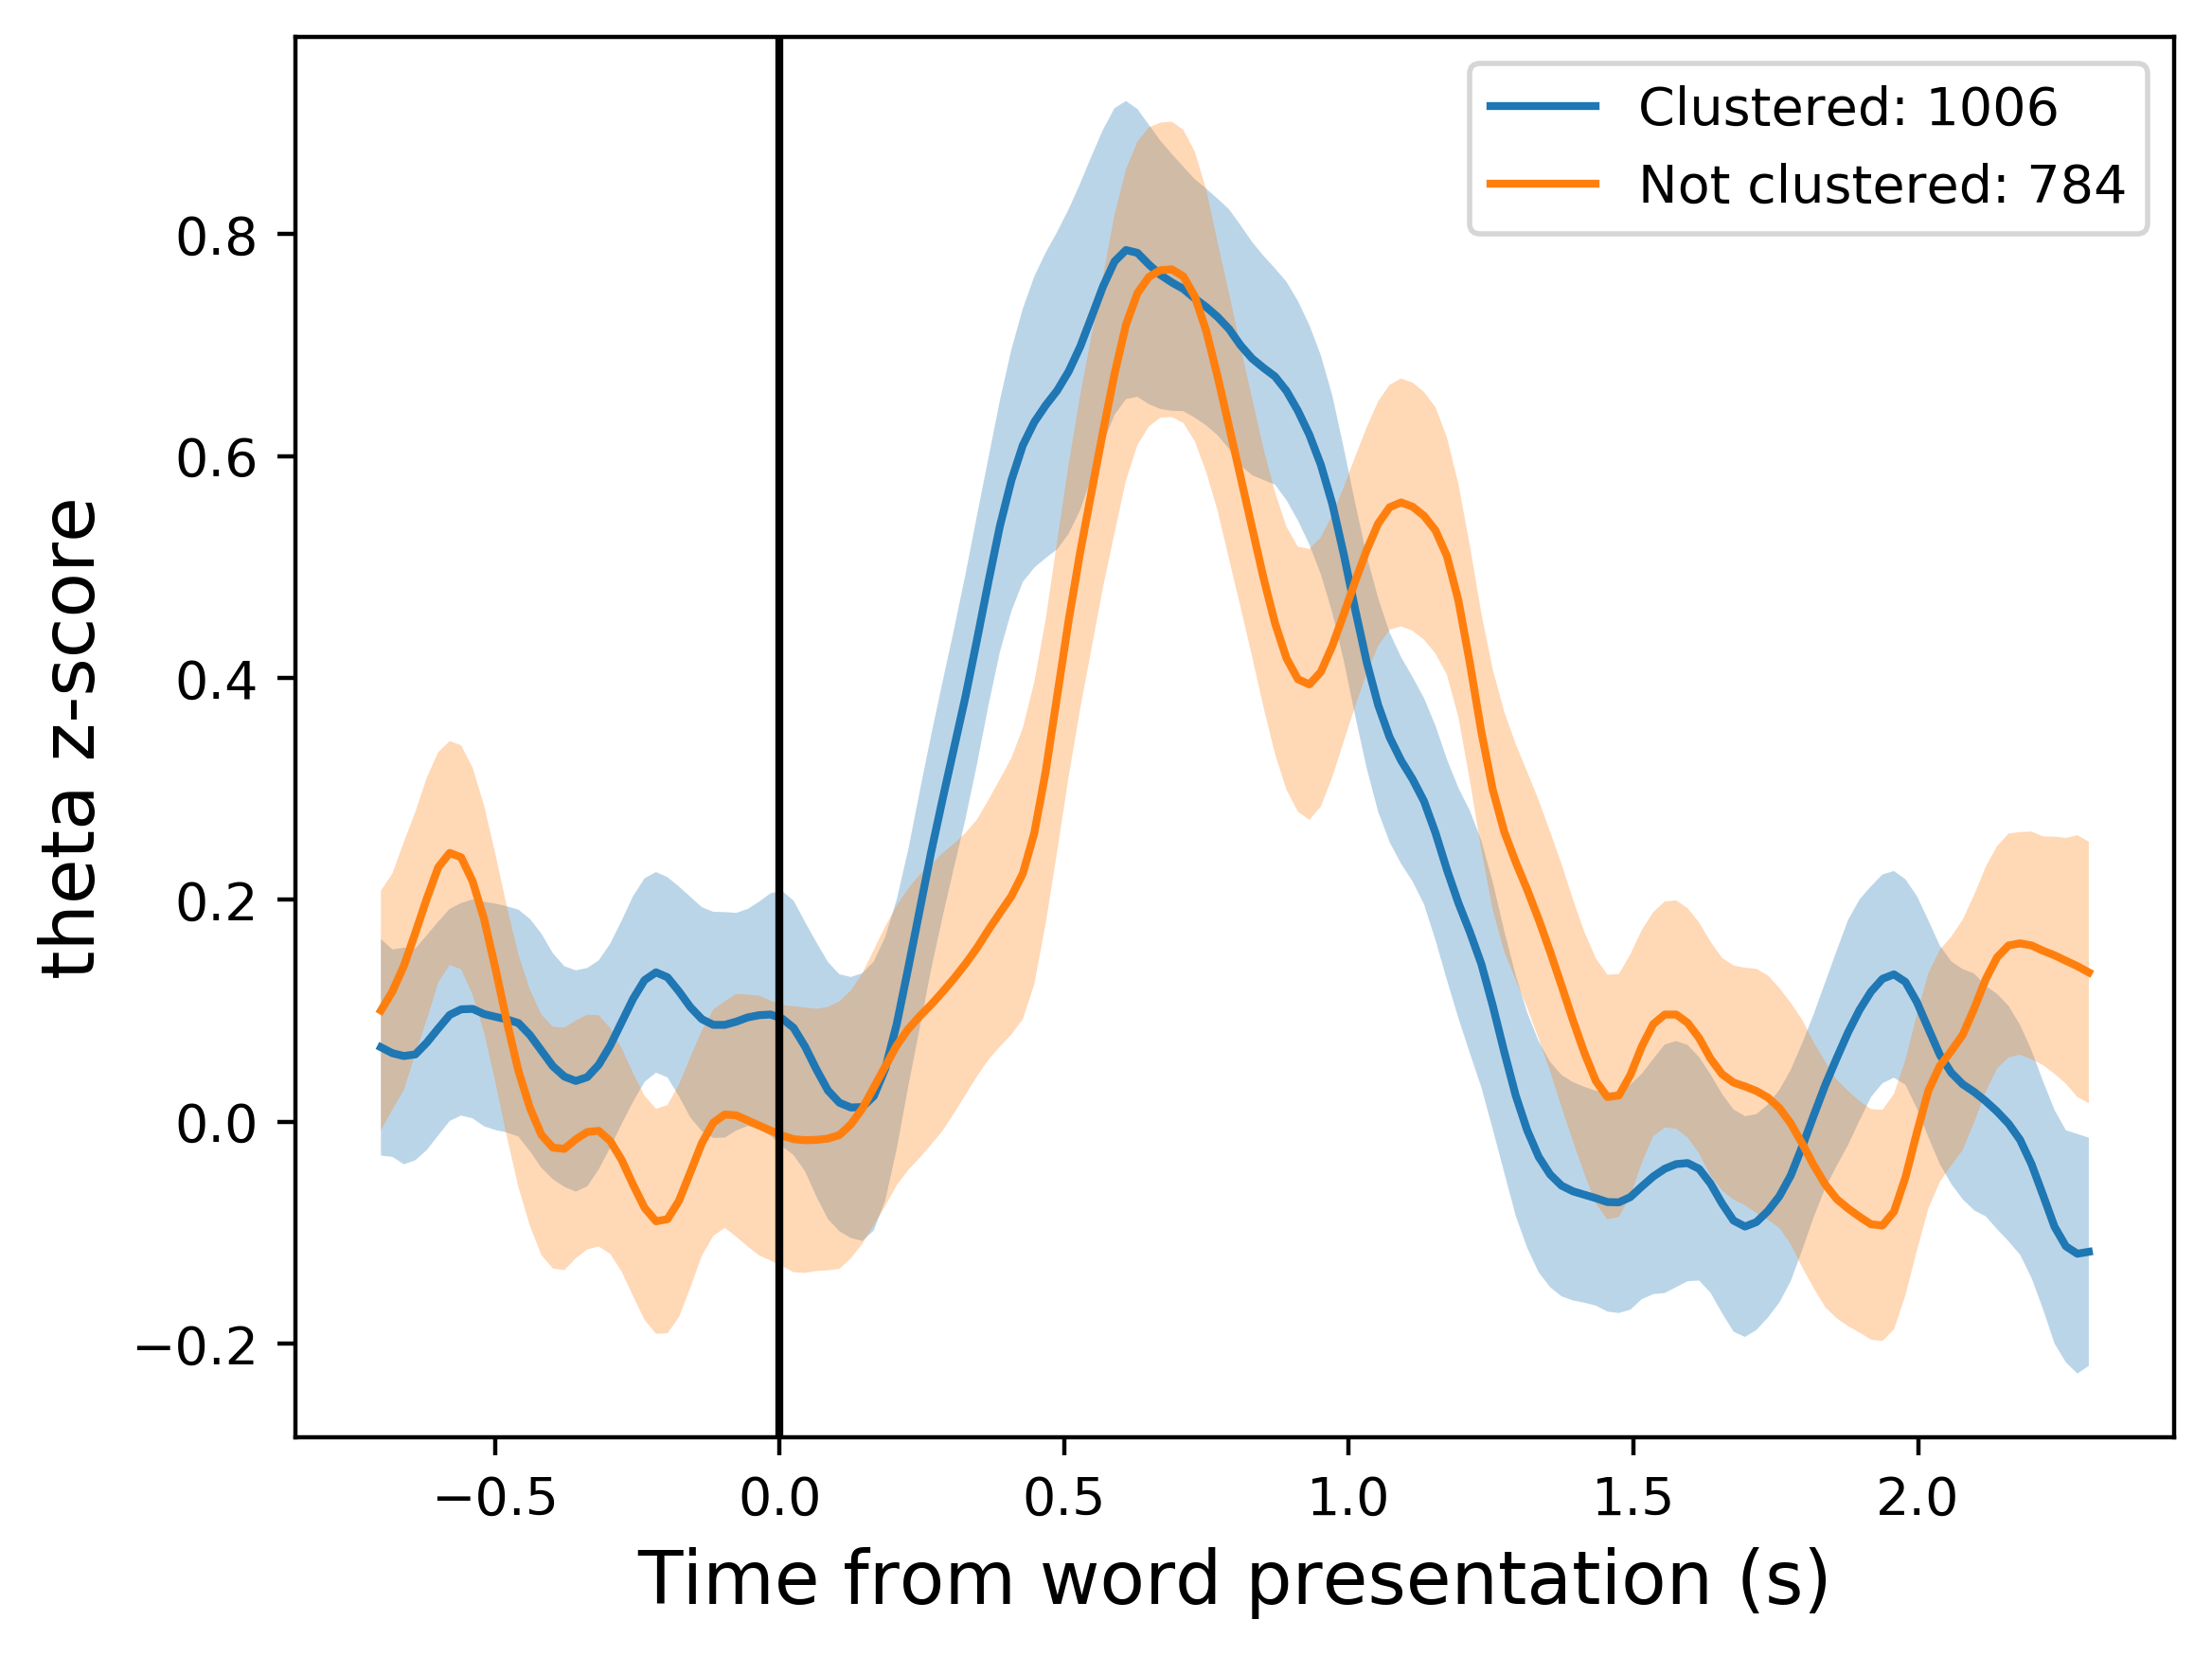 Clustered: 1006
Not clustered: 784
theta z-score
0.8
0.6
0.4
0.2
0.0
−0.2
−0.5 0.0 0.5 1.0 1.5 2.0
Time from word presentation (s)